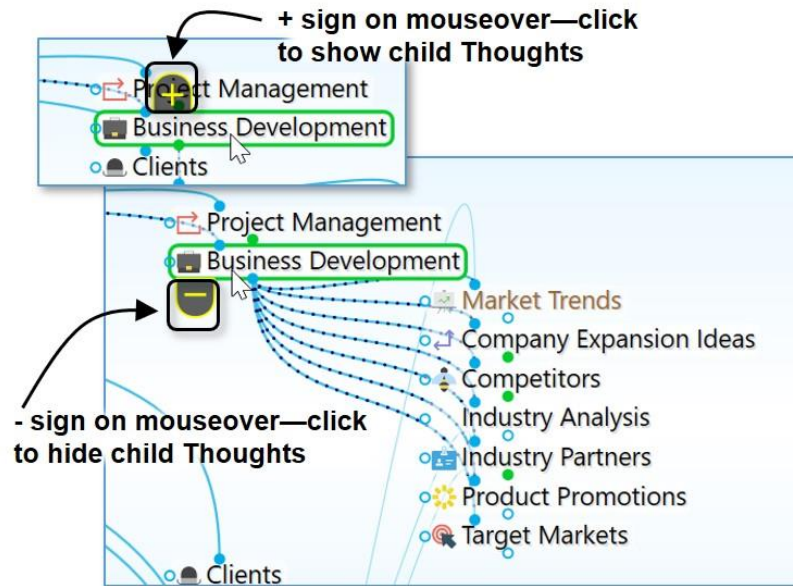 + sign on mouseover—click
to show child Thoughts
Project Management
Business Development
Clients
Project Management
Business Development
Market Trends
Company Expansion Ideas
Competitors
- sign on mouseover—click
to hide child Thoughts
Industry Analysis
Industry Partners
Product Promotions
Target Markets
Clients